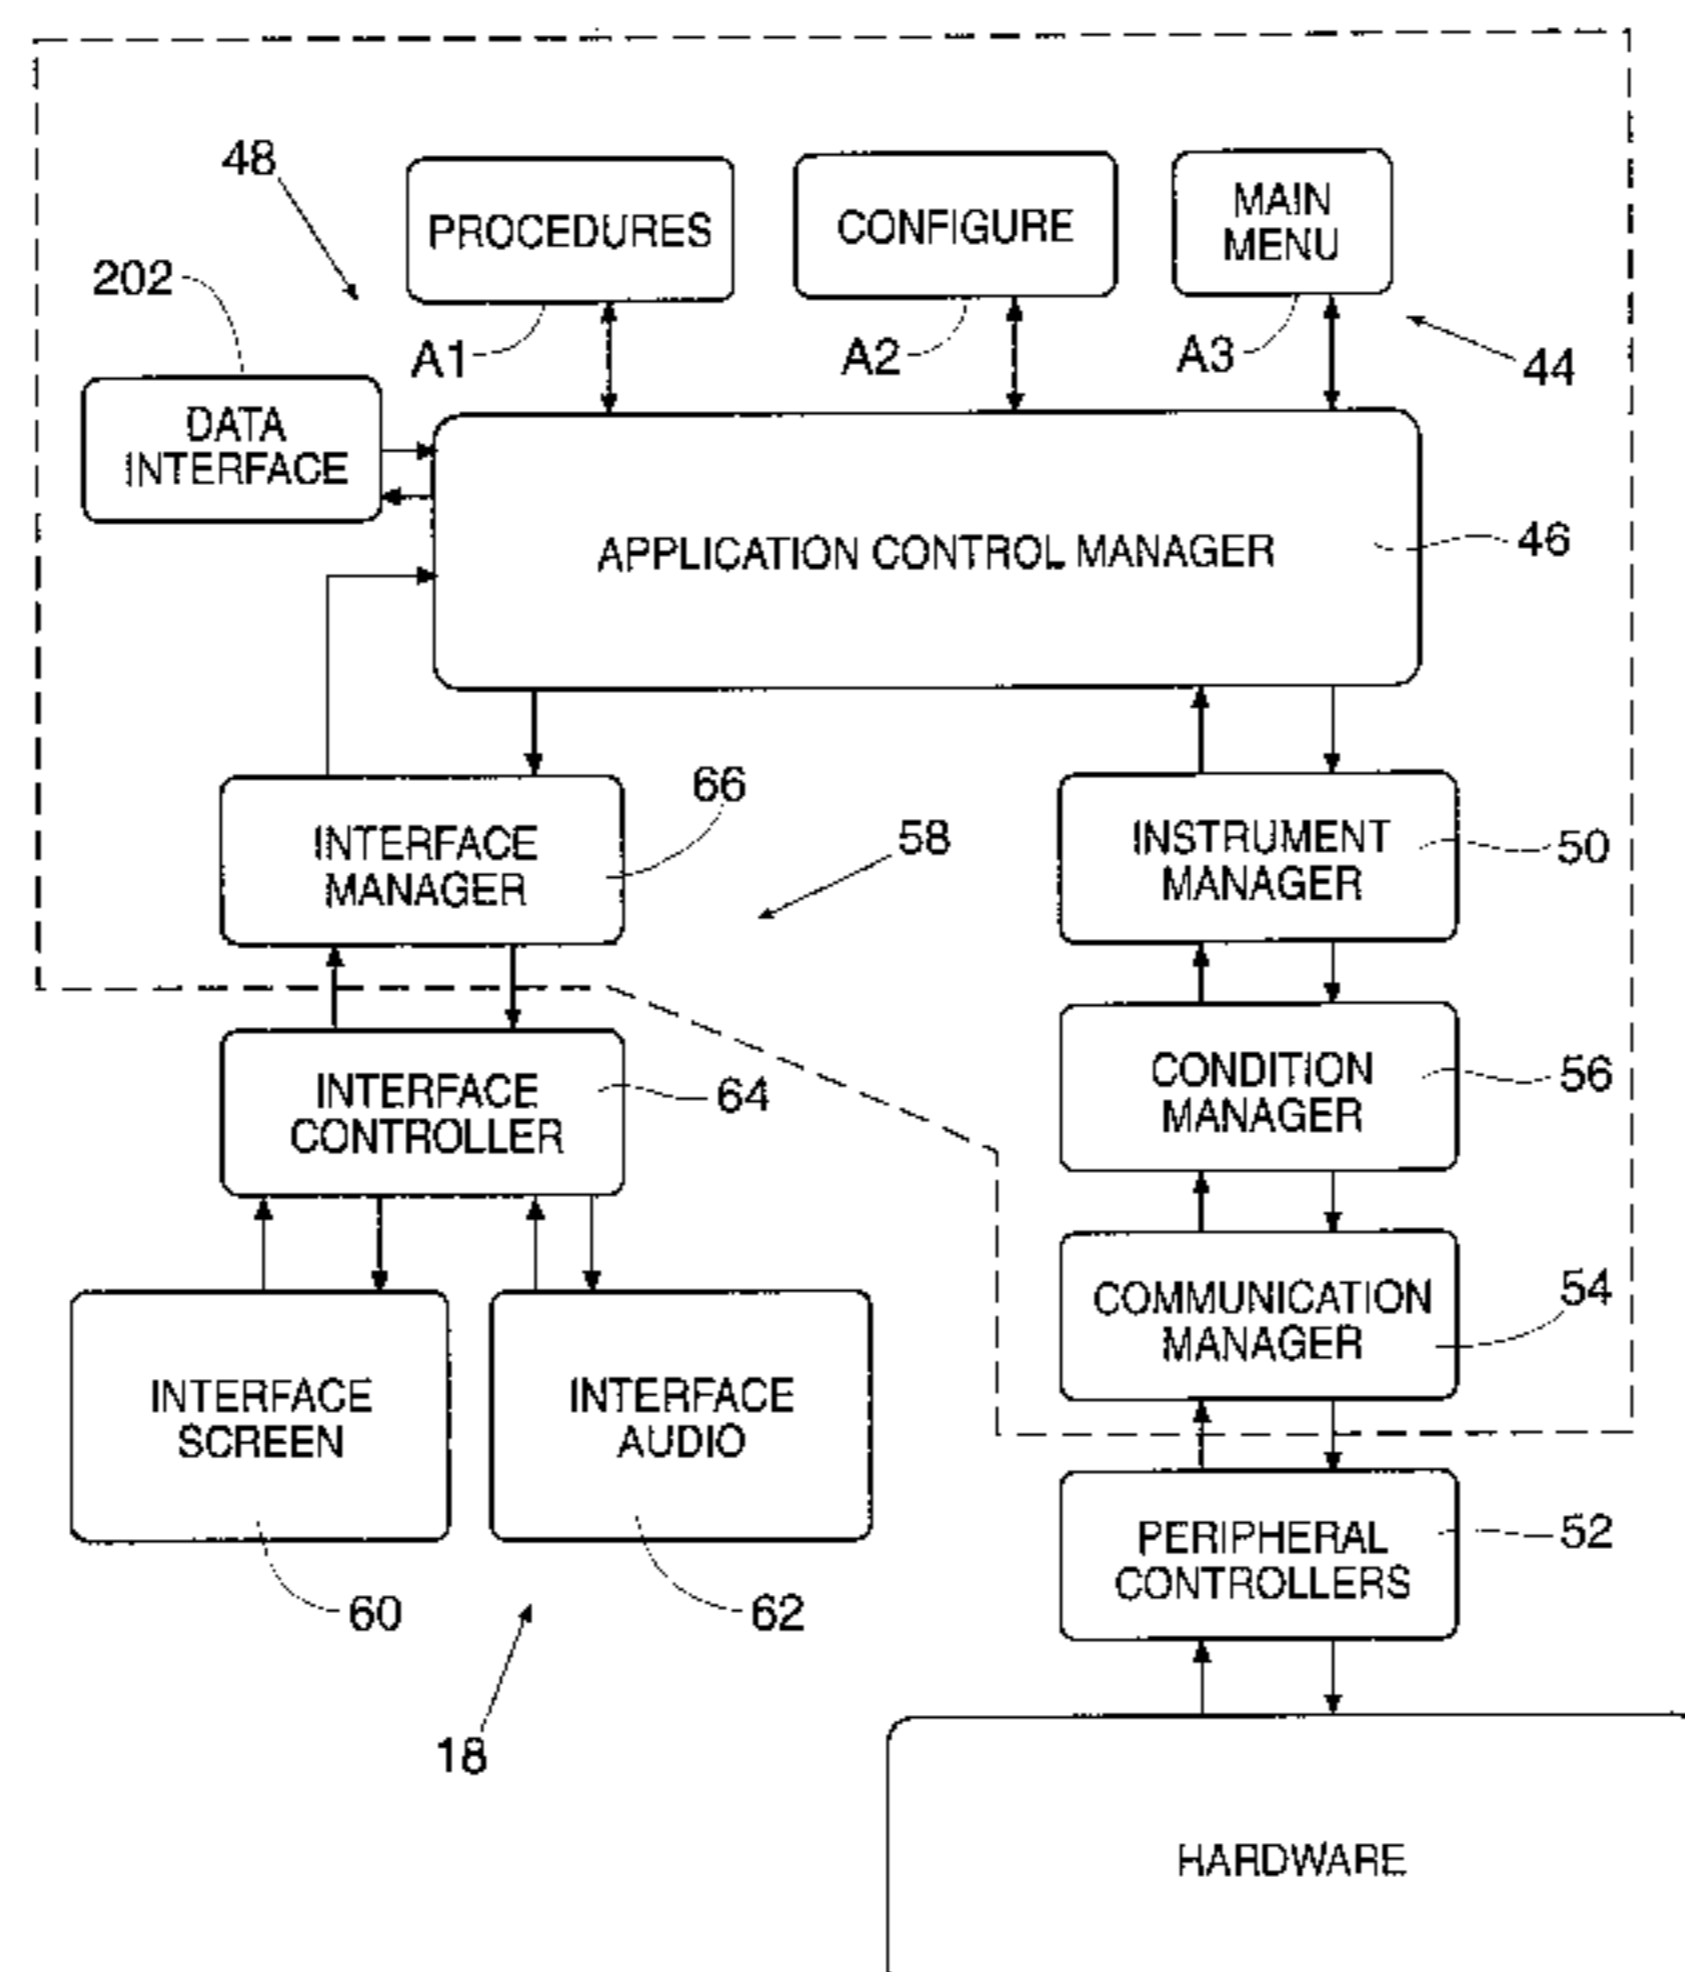 48
PROCEDURES
CONFIGURE
MAIN
MENU
202
A1
A2
A3
44
DATA
INTERFACE
APPLICATION CONTROL MANAGER
46
66
INTERFACE
MANAGER
58
INSTRUMENT
MANAGER
50
INTERFACE
CONTROLLER
64
CONDITION
MANAGER
56
COMMUNICATION
MANAGER
54
INTERFACE
SCREEN
INTERFACE
AUDIO
60
62
PERIPHERAL
CONTROLLERS
52
18
HARDWARE